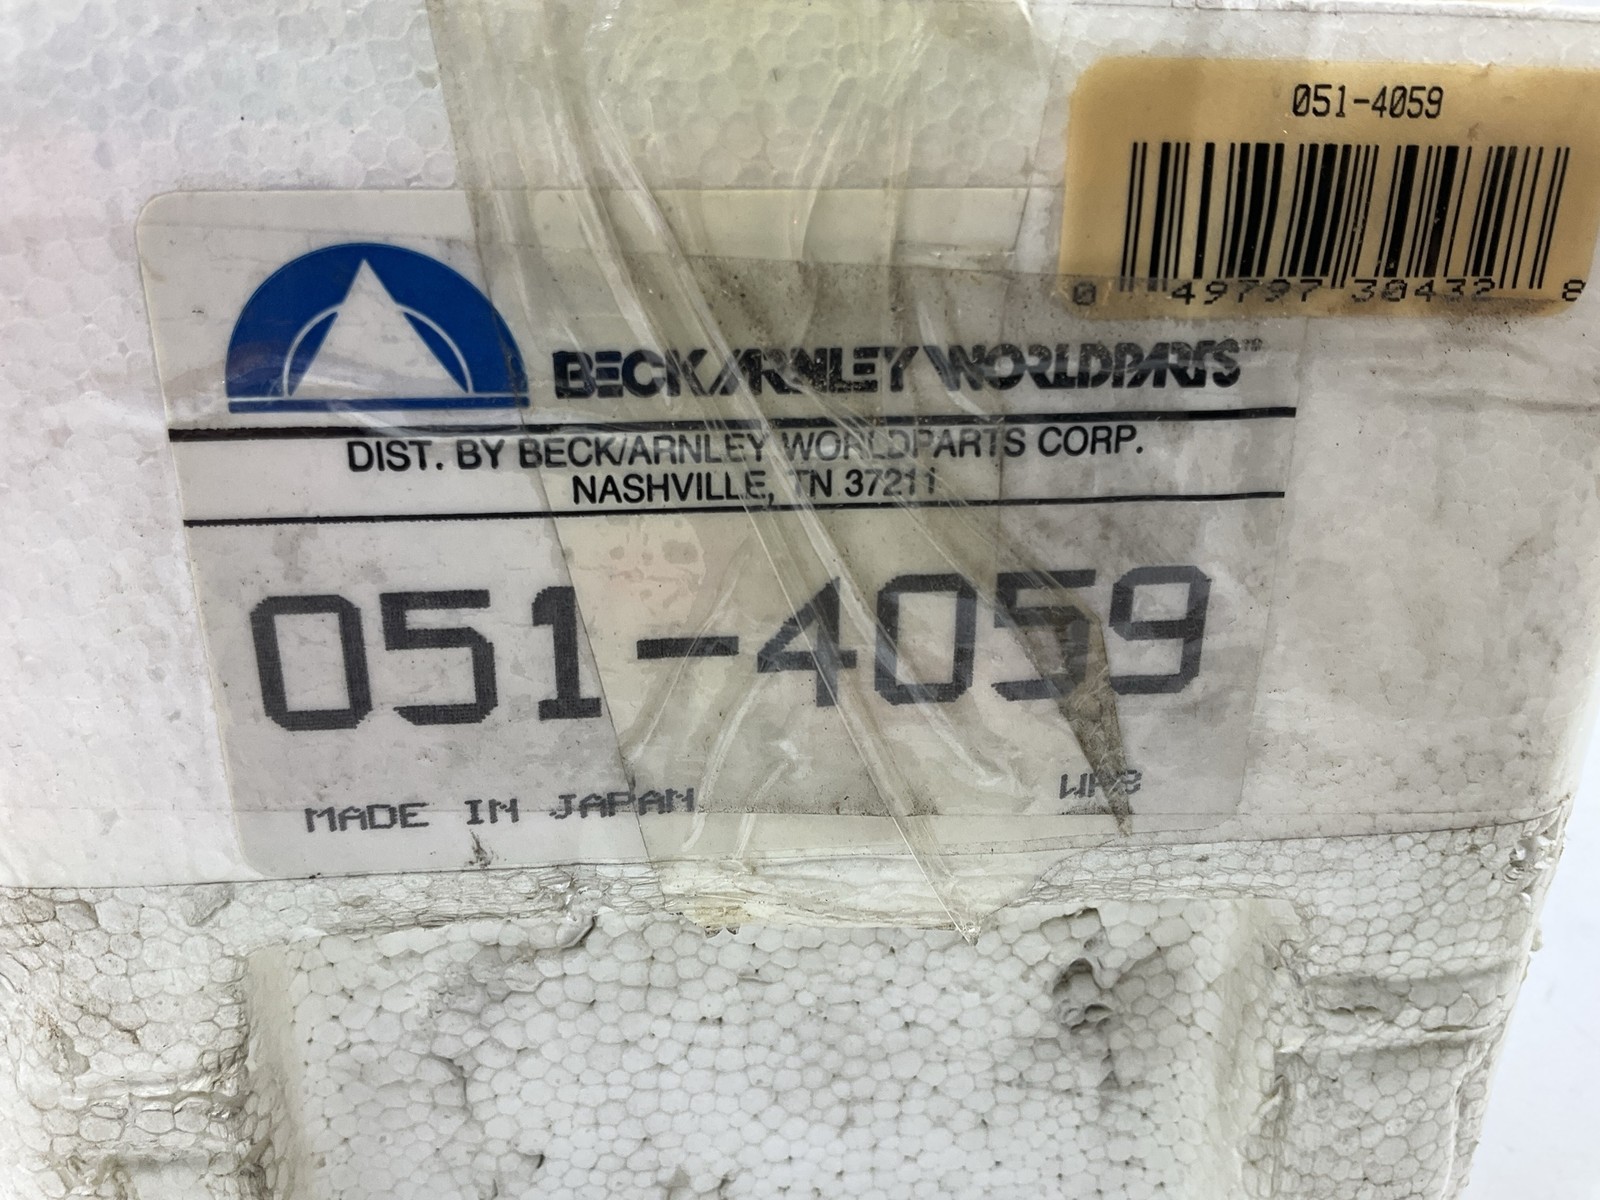 051-4059
0 49797 30432 8
BECK/ARNLEY WORLDPARTS™
DIST. BY BECK/ARNLEY WORLDPARTS CORP.
NASHVILLE, TN 37211
051-4059
MADE IN JAPAN